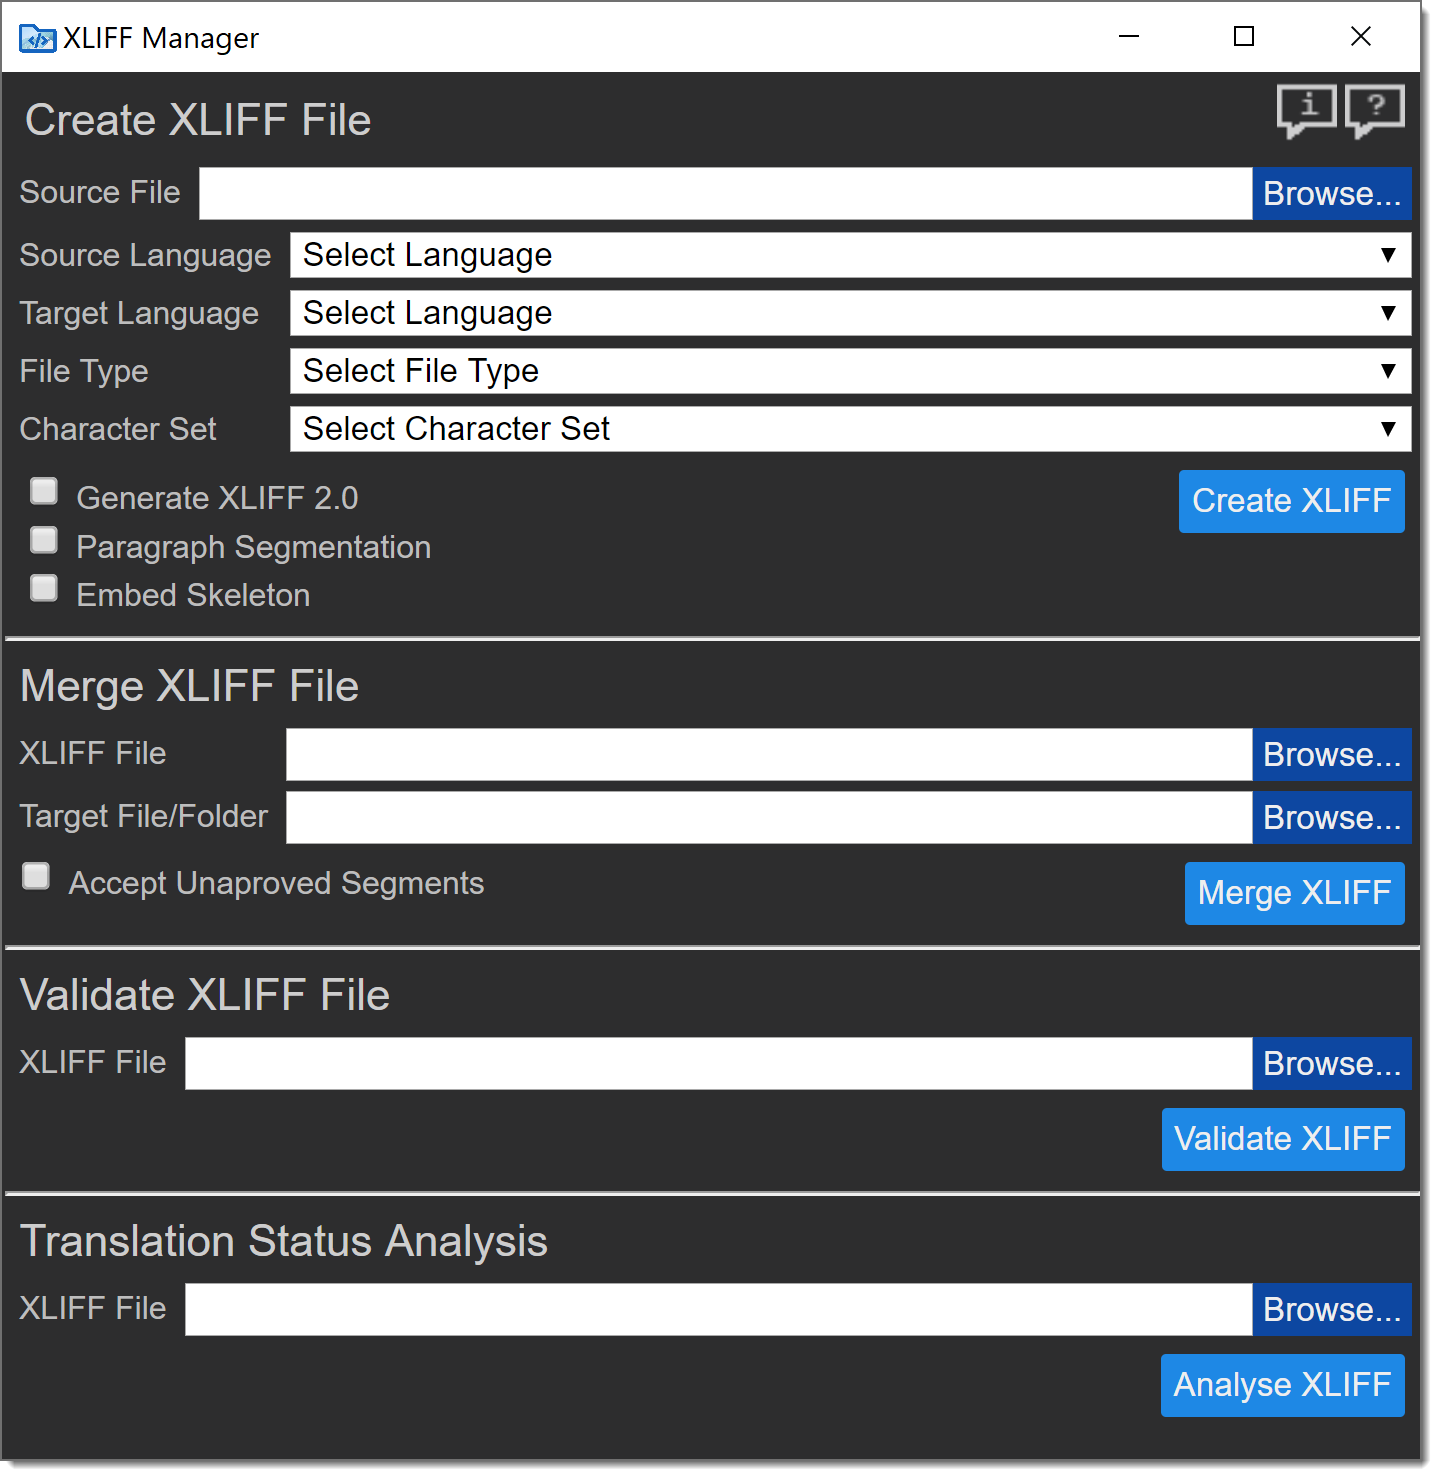 XLIFF Manager
Create XLIFF File
i ?
Source File Browse...
Source Language Select Language
Target Language Select Language
File Type Select File Type
Character Set Select Character Set
Generate XLIFF 2.0 Create XLIFF
Paragraph Segmentation
Embed Skeleton
Merge XLIFF File
XLIFF File Browse...
Target File/Folder Browse...
Accept Unaproved Segments Merge XLIFF
Validate XLIFF File
XLIFF File Browse...
Validate XLIFF
Translation Status Analysis
XLIFF File Browse...
Analyse XLIFF